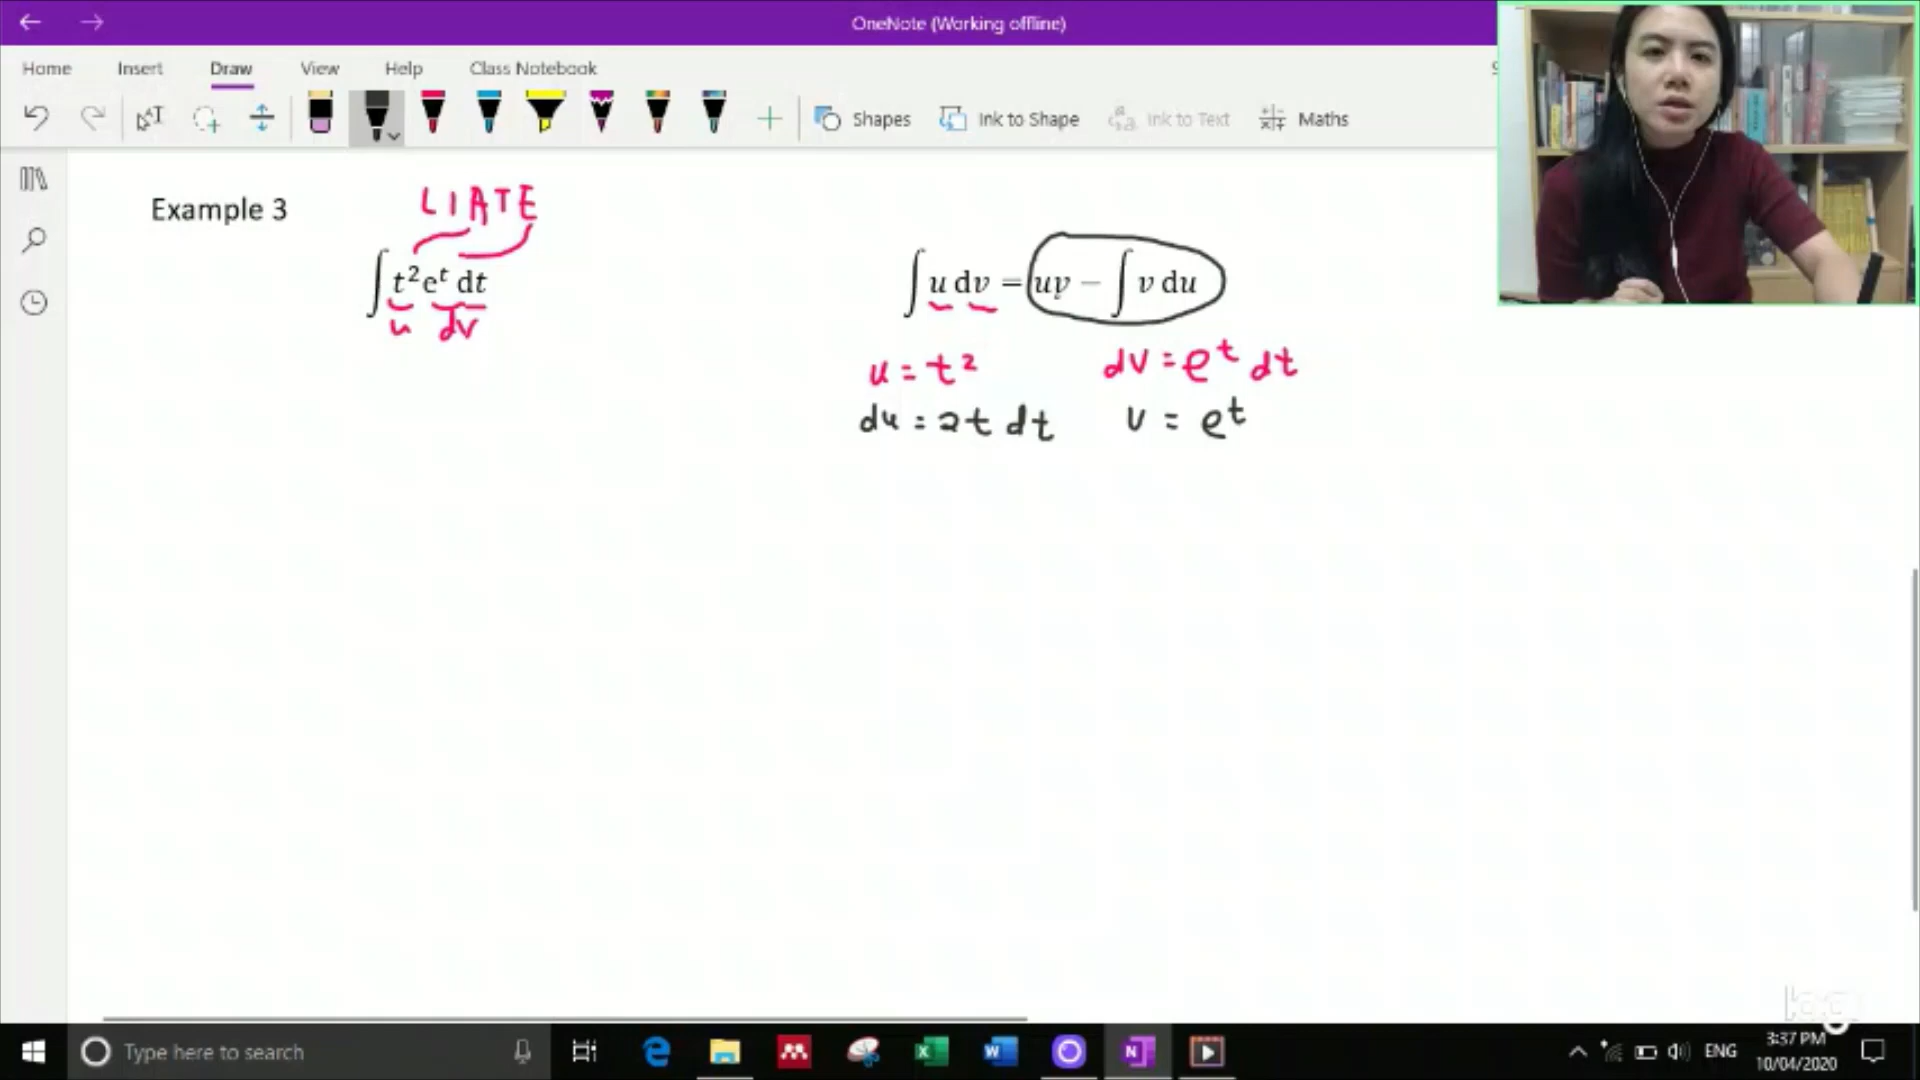 OneNote (Working offline)
Home Insert Draw View Help Class Notebook
Shapes Ink to Shape Ink to Text Maths
Example 3
LIATE
∫ t² eᵗ dt
u dv
∫ u dv = uv − ∫ v du
u = t² dv = eᵗ dt
du = 2t dt v = eᵗ
Type here to search
ENG
3:37 PM
10/04/2020